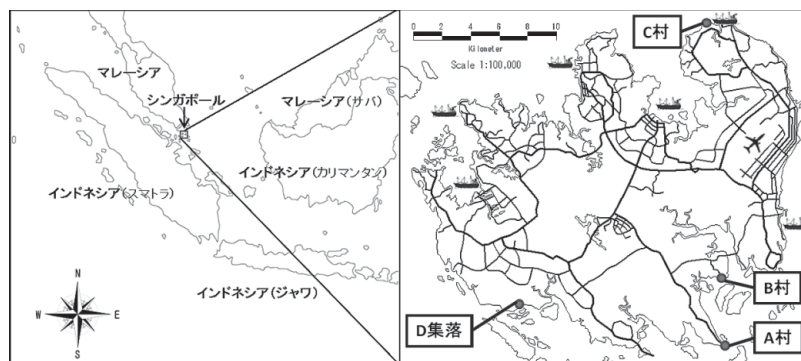 マレーシア
シンガポール
マレーシア(サバ)
インドネシア(カリマンタン)
インドネシア(スマトラ)
インドネシア(ジャワ)
N
W E
S
0 2 4 6 8 10
Kilometer
Scale 1:100,000
C村
B村
D集落
A村